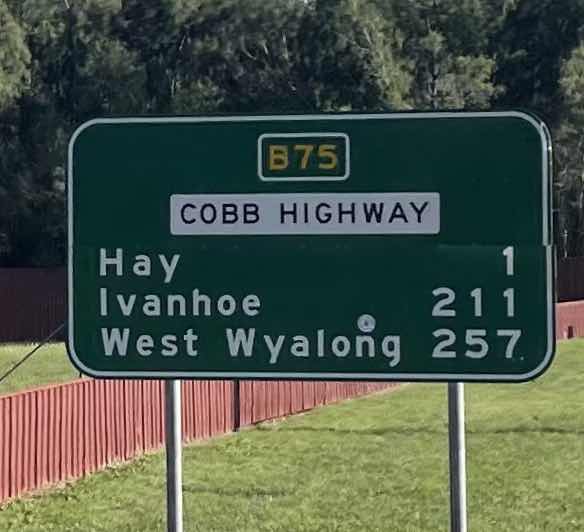 B75
COBB HIGHWAY
Hay 1
Ivanhoe 211
West Wyalong 257